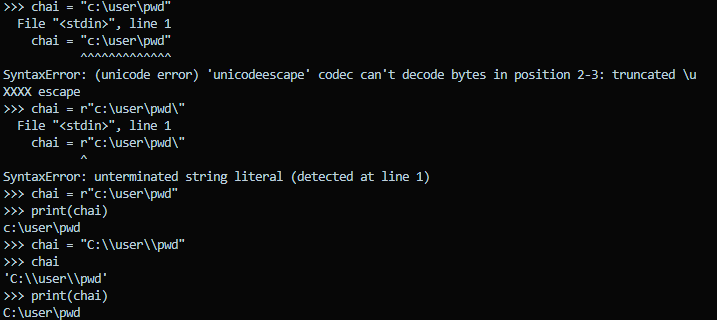 >>> chai = "c:\user\pwd"
  File "<stdin>", line 1
    chai = "c:\user\pwd"
           ^^^^^^^^^^^^^
SyntaxError: (unicode error) 'unicodeescape' codec can't decode bytes in position 2-3: truncated \u
XXXX escape
>>> chai = r"c:\user\pwd\"
  File "<stdin>", line 1
    chai = r"c:\user\pwd\"
           ^
SyntaxError: unterminated string literal (detected at line 1)
>>> chai = r"c:\user\pwd"
>>> print(chai)
c:\user\pwd
>>> chai = "C:\\user\\pwd"
>>> chai
'C:\\user\\pwd'
>>> print(chai)
C:\user\pwd